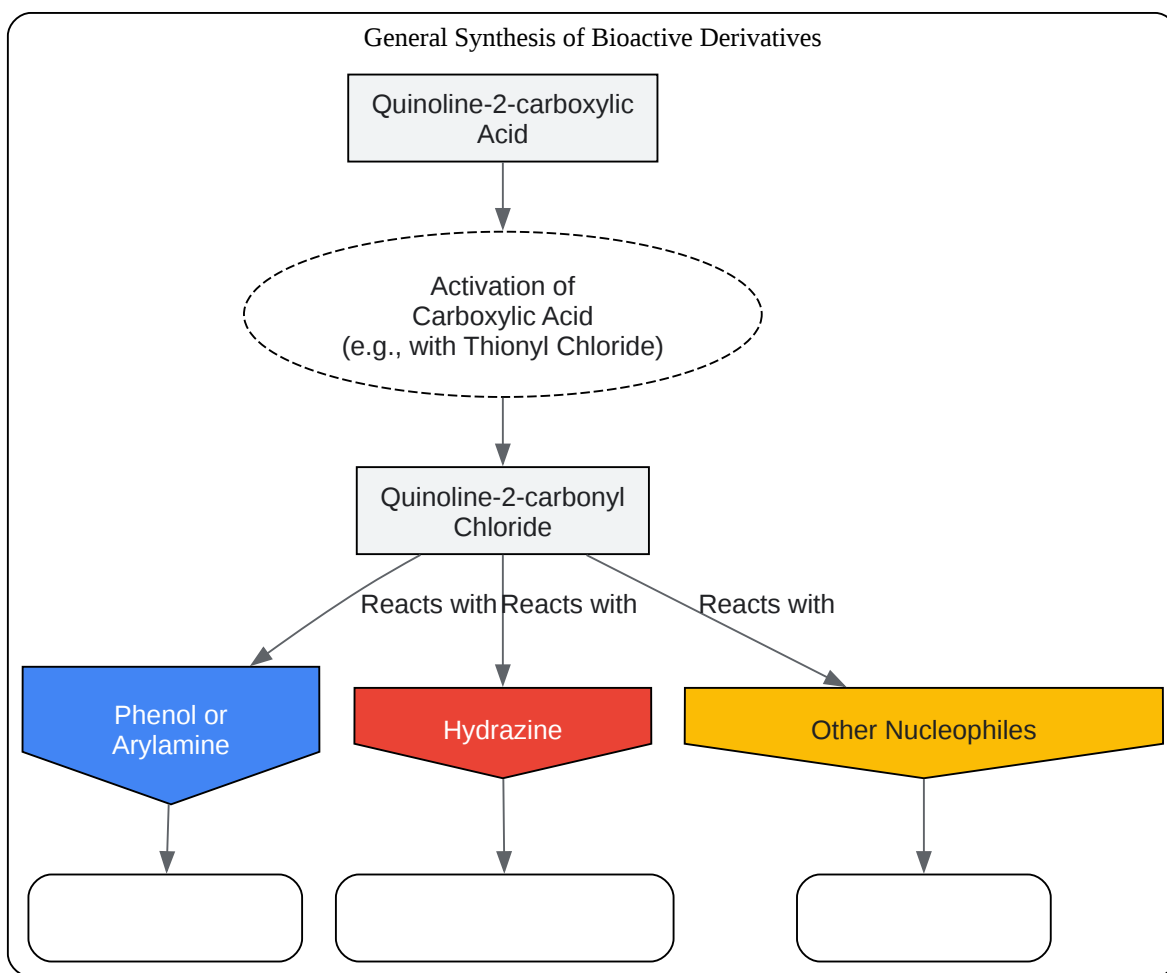 General Synthesis of Bioactive Derivatives
Quinoline-2-carboxylic
Acid
Activation of
Carboxylic Acid
(e.g., with Thionyl Chloride)
Quinoline-2-carbonyl
Chloride
Reacts with
Reacts with
Reacts with
Phenol or
Arylamine
Hydrazine
Other Nucleophiles